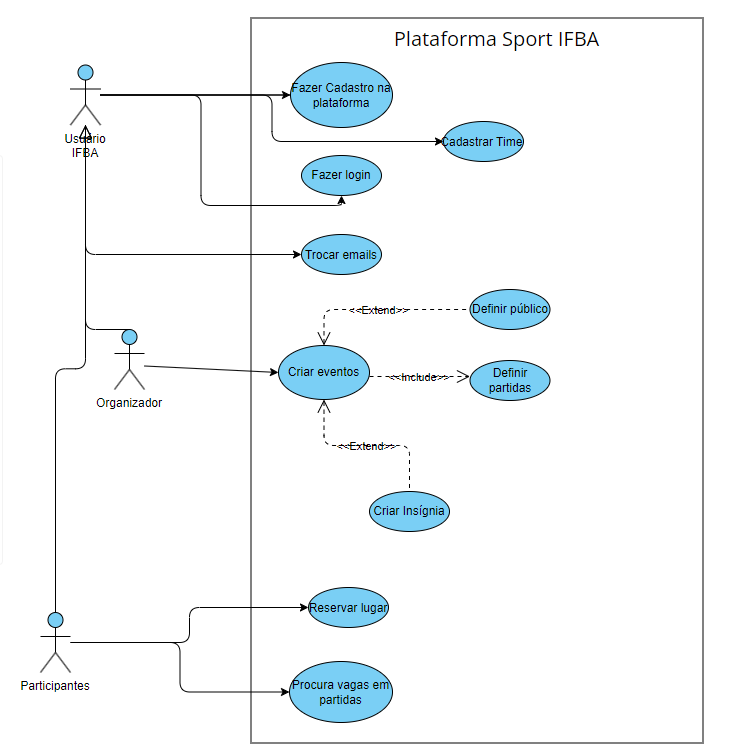 Plataforma Sport IFBA
Fazer Cadastro na
plataforma
Usuário
IFBA
Cadastrar Time
Fazer login
Trocar emails
<<Extend>>
Definir público
Criar eventos
<<Include>>
Definir
partidas
Organizador
<<Extend>>
Criar Insígnia
Reservar lugar
Participantes
Procura vagas em
partidas